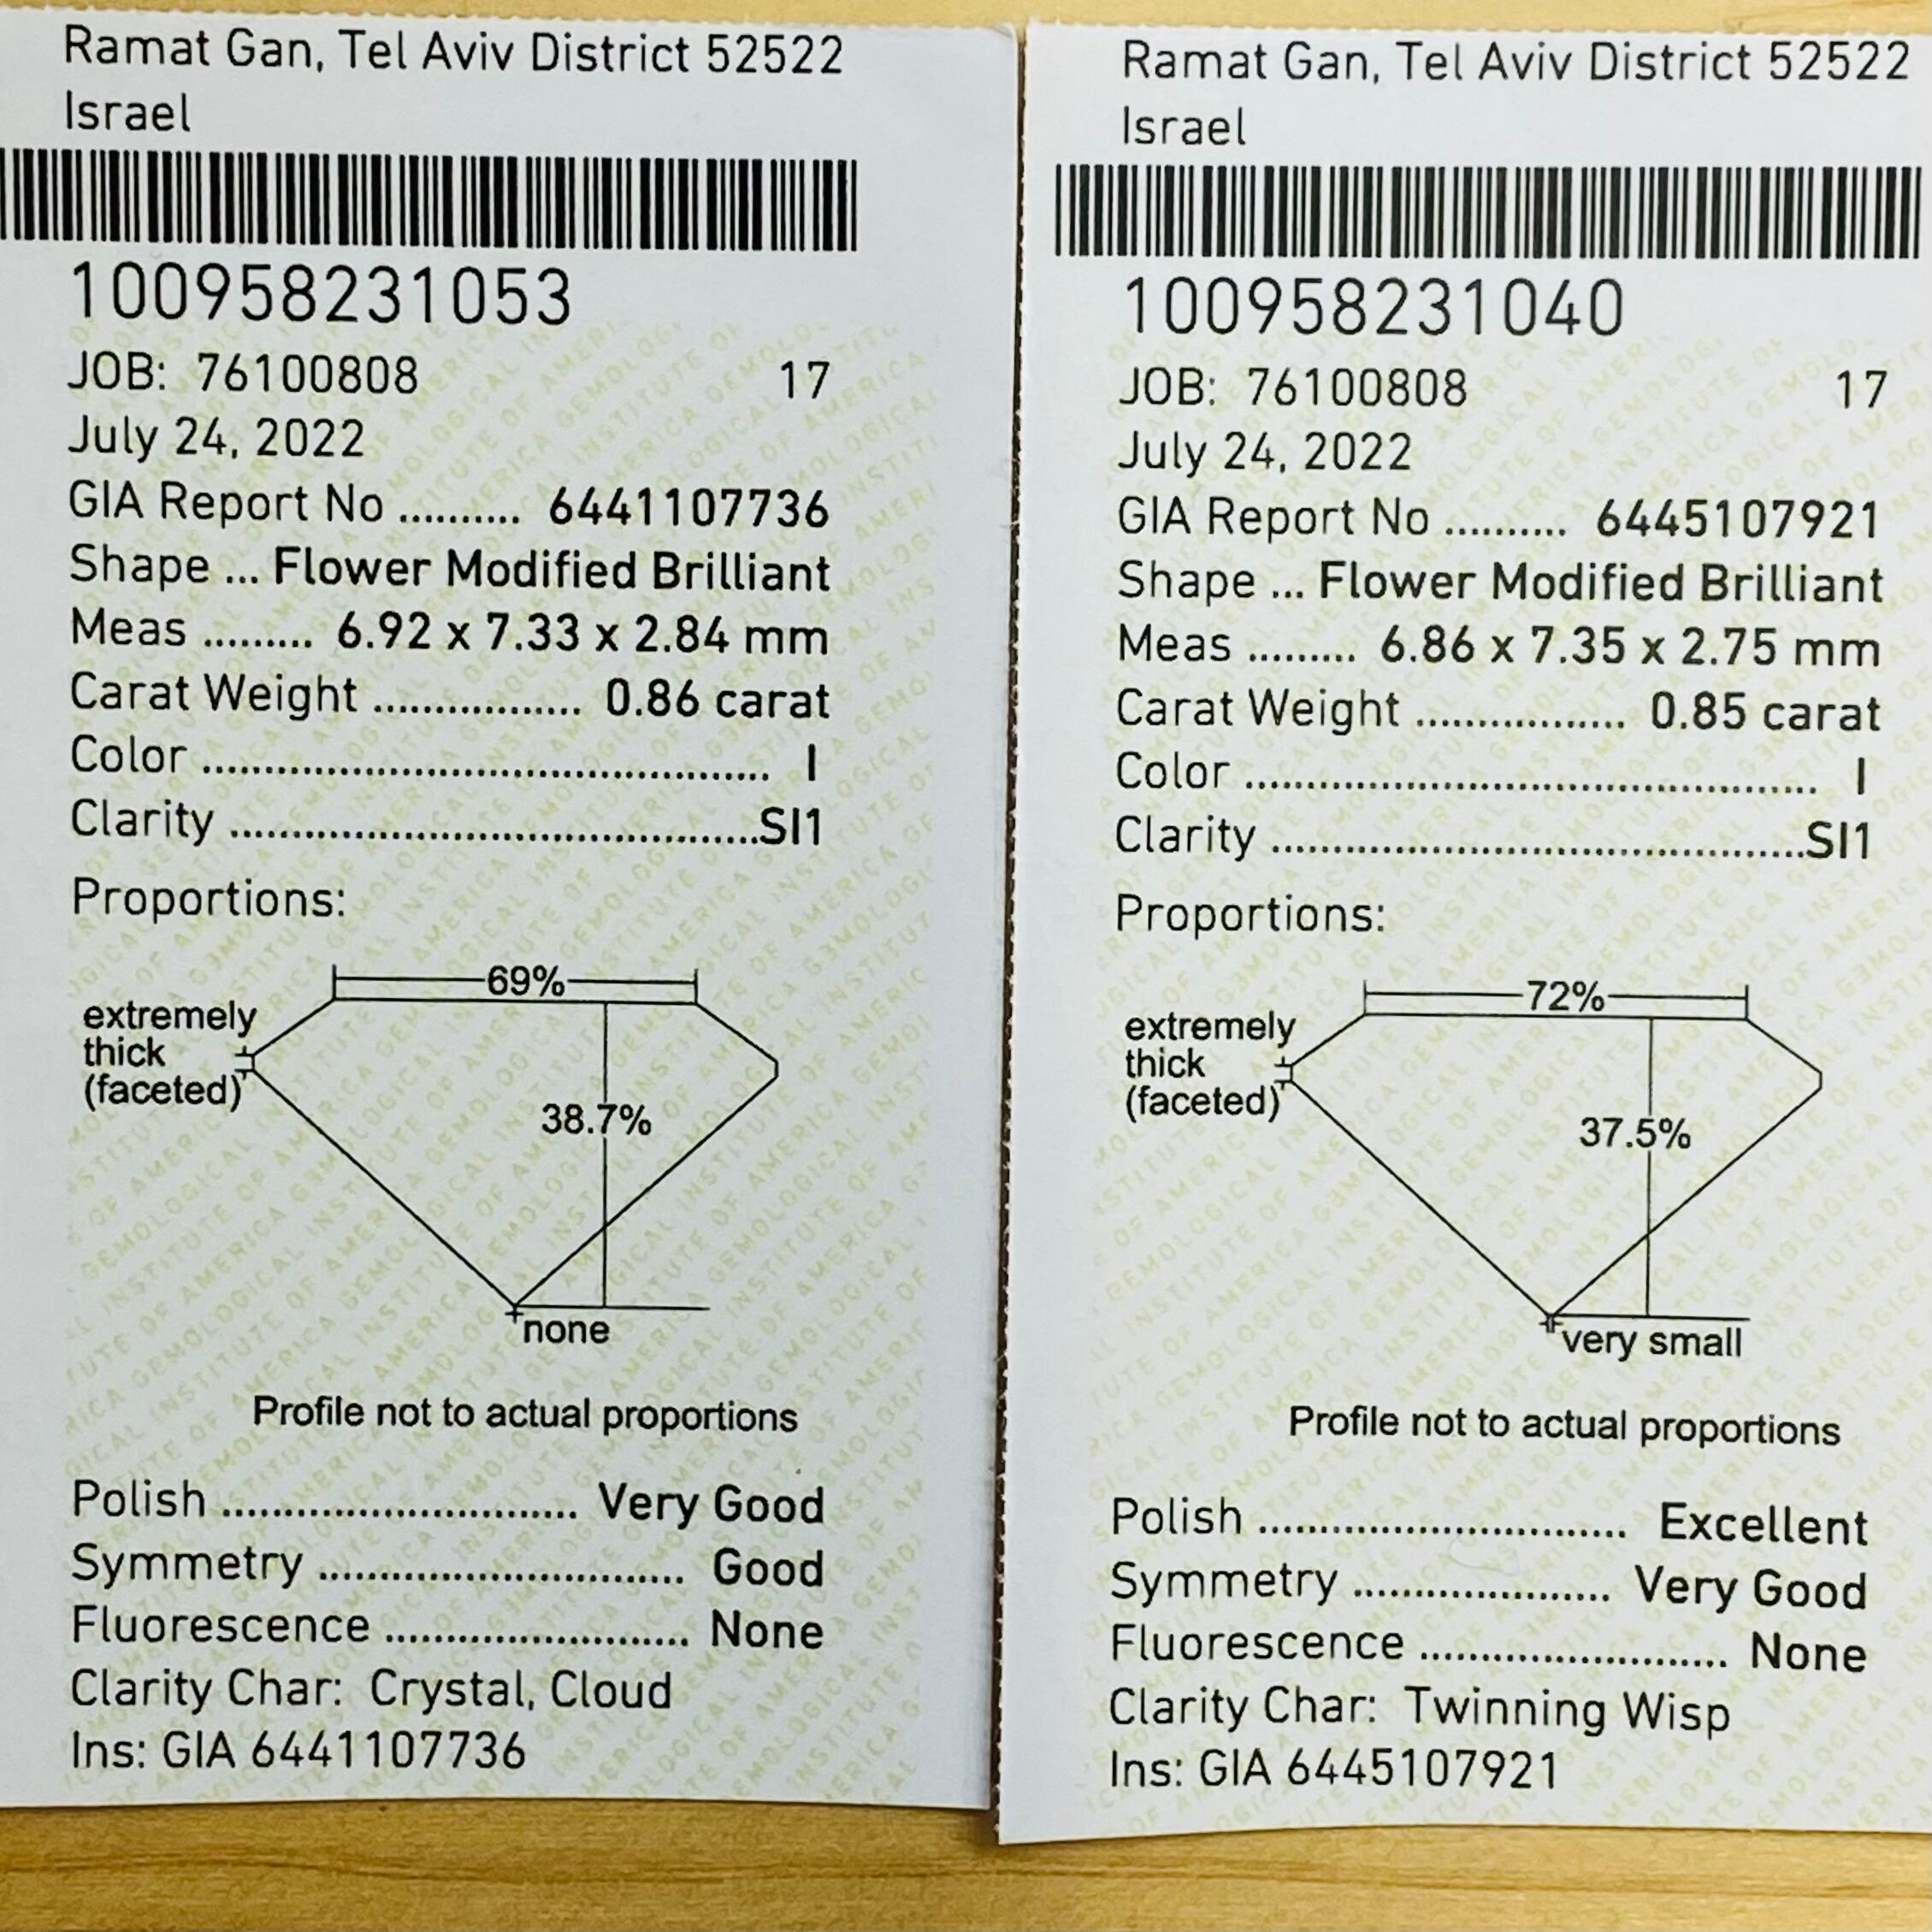 Ramat Gan, Tel Aviv District 52522
Israel
100958231053
JOB: 76100808 17
July 24, 2022
GIA Report No .......... 6441107736
Shape ... Flower Modified Brilliant
Meas ......... 6.92 x 7.33 x 2.84 mm
Carat Weight ................. 0.86 carat
Color ............................................. I
Clarity ..........................................SI1
Proportions:
69%
extremely
thick
(faceted)
38.7%
none
Profile not to actual proportions
Polish ............................ Very Good
Symmetry ............................. Good
Fluorescence ........................ None
Clarity Char: Crystal, Cloud
Ins: GIA 6441107736
Ramat Gan, Tel Aviv District 52522
Israel
100958231040
JOB: 76100808 17
July 24, 2022
GIA Report No .......... 6445107921
Shape ... Flower Modified Brilliant
Meas ......... 6.86 x 7.35 x 2.75 mm
Carat Weight ................. 0.85 carat
Color ............................................. I
Clarity ..........................................SI1
Proportions:
72%
extremely
thick
(faceted)
37.5%
very small
Profile not to actual proportions
Polish ............................. Excellent
Symmetry ..................... Very Good
Fluorescence ......................... None
Clarity Char: Twinning Wisp
Ins: GIA 6445107921